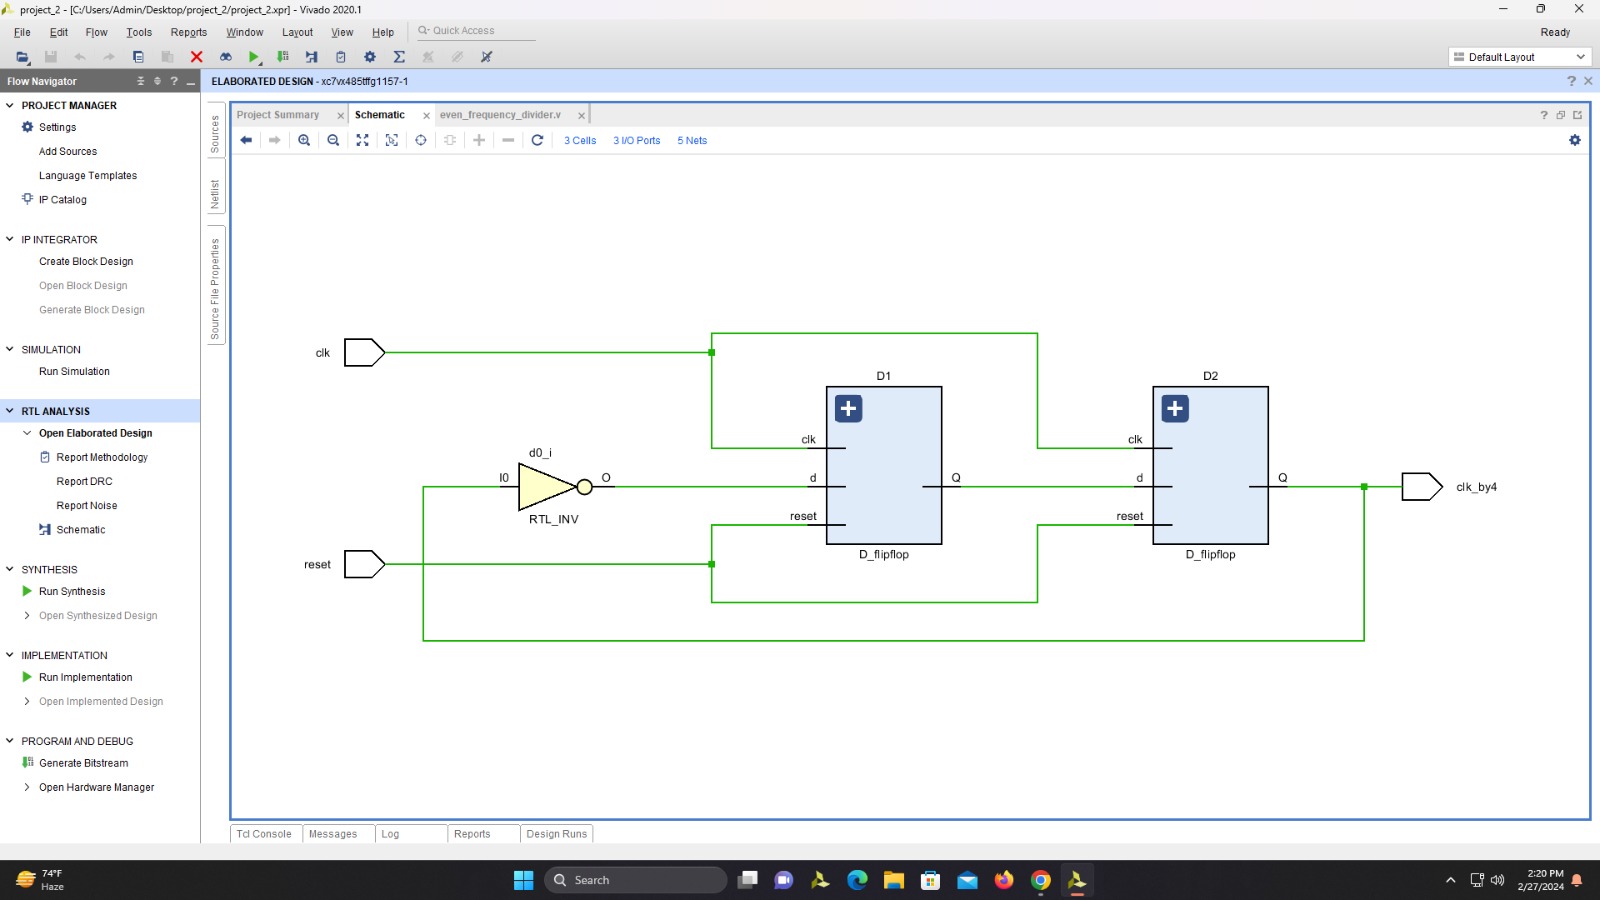 project_2 - [C:/Users/Admin/Desktop/project_2/project_2.xpr] - Vivado 2020.1
File Edit Flow Tools Reports Window Layout View Help Quick Access Ready
Default Layout
Flow Navigator
ELABORATED DESIGN - xc7vx485tffg1157-1
PROJECT MANAGER
Settings
Add Sources
Language Templates
IP Catalog
IP INTEGRATOR
Create Block Design
Open Block Design
Generate Block Design
SIMULATION
Run Simulation
RTL ANALYSIS
Open Elaborated Design
Report Methodology
Report DRC
Report Noise
Schematic
SYNTHESIS
Run Synthesis
Open Synthesized Design
IMPLEMENTATION
Run Implementation
Open Implemented Design
PROGRAM AND DEBUG
Generate Bitstream
Open Hardware Manager
Sources
Netlist
Source File Properties
Project Summary Schematic even_frequency_divider.v
3 Cells 3 I/O Ports 5 Nets
clk
D1 D2
clk clk
d0_i
I0 O d Q d Q clk_by4
reset reset
RTL_INV
D_flipflop D_flipflop
reset
Tcl Console Messages Log Reports Design Runs
74°F
Haze
Search
2:20 PM
2/27/2024